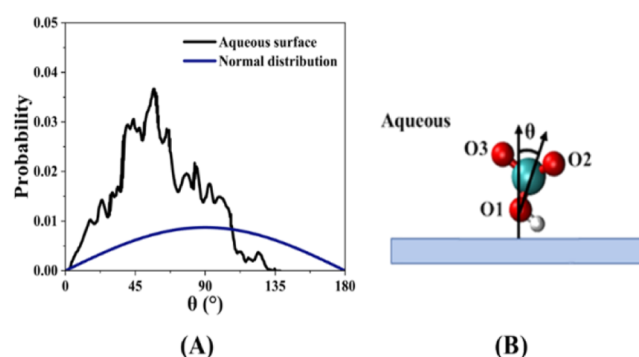 0.05
0.04
0.03
0.02
0.01
0.00
Probability
Aqueous surface
Normal distribution
0 45 90 135 180
θ (°)
(A)
Aqueous
θ
O3
O2
O1
(B)